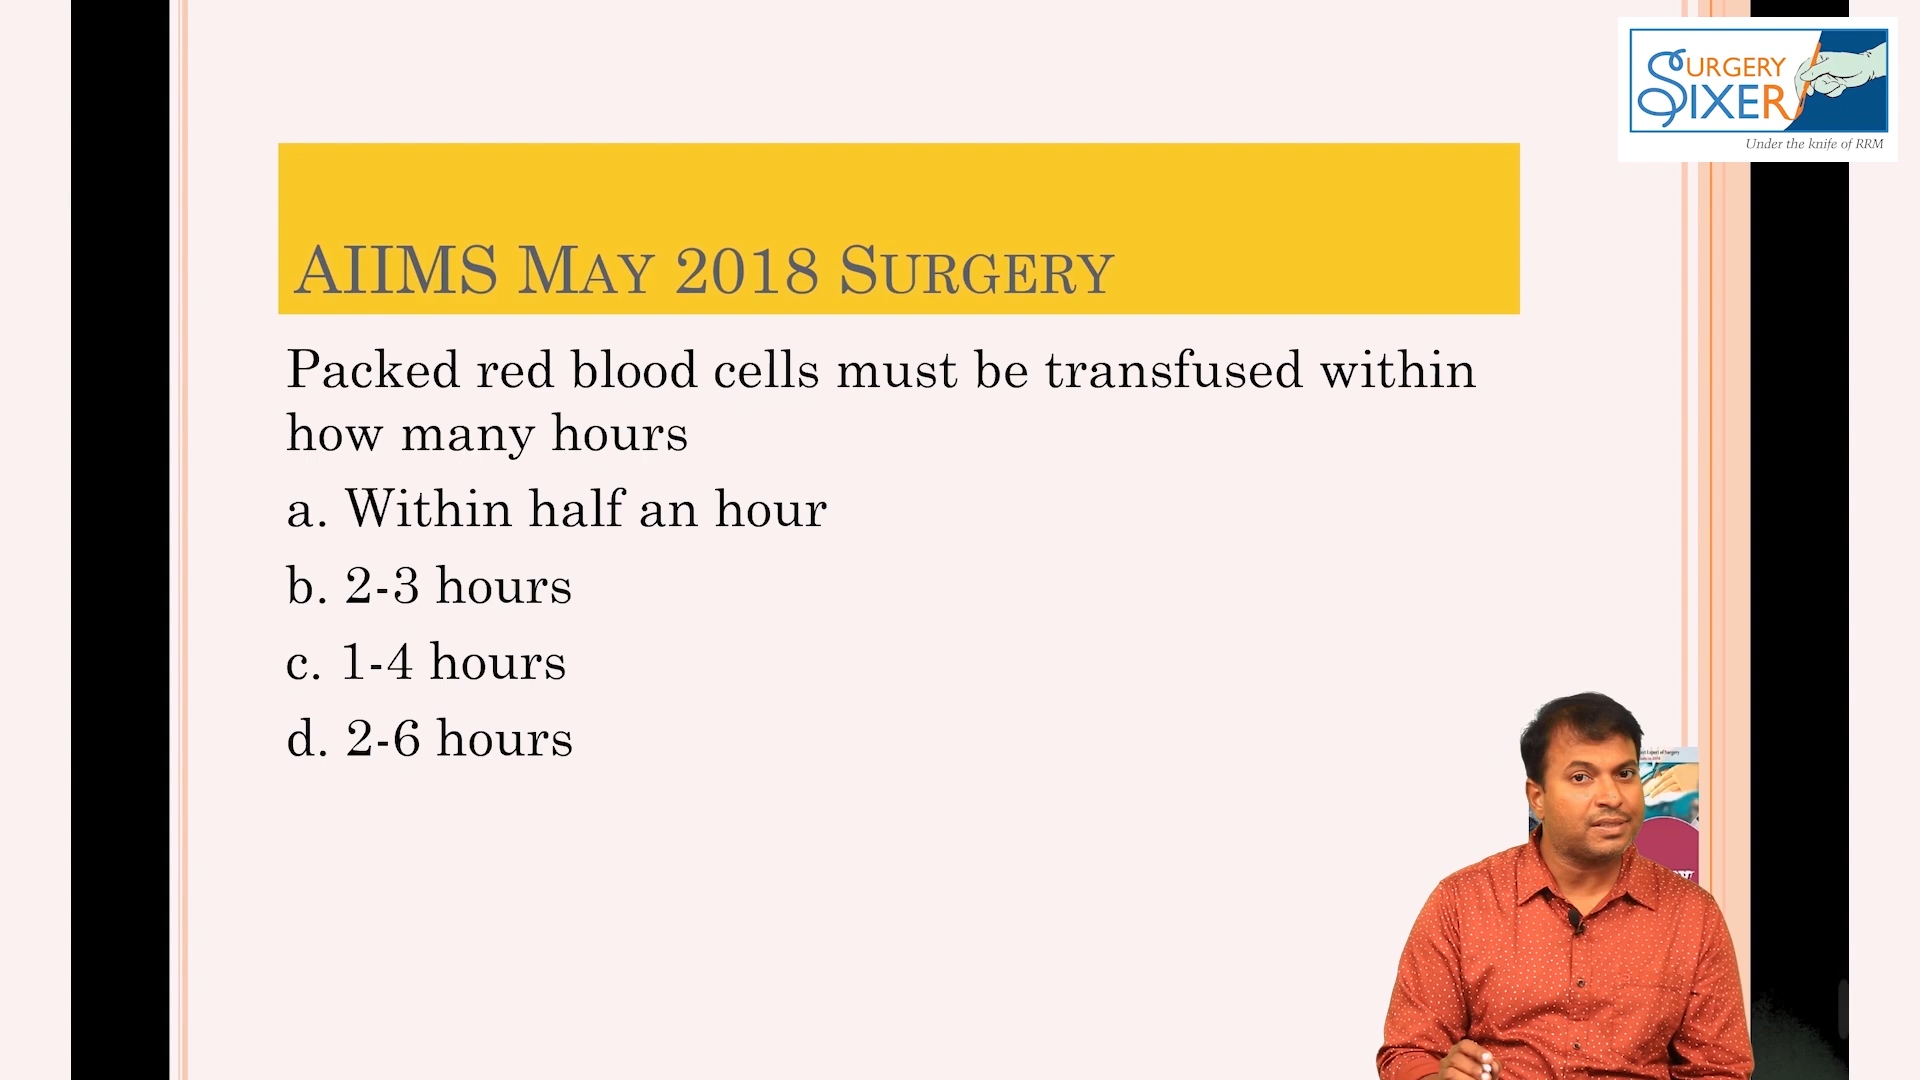 SURGERY
SIXER
Under the knife of RRM
AIIMS MAY 2018 SURGERY
Packed red blood cells must be transfused within
how many hours
a. Within half an hour
b. 2-3 hours
c. 1-4 hours
d. 2-6 hours